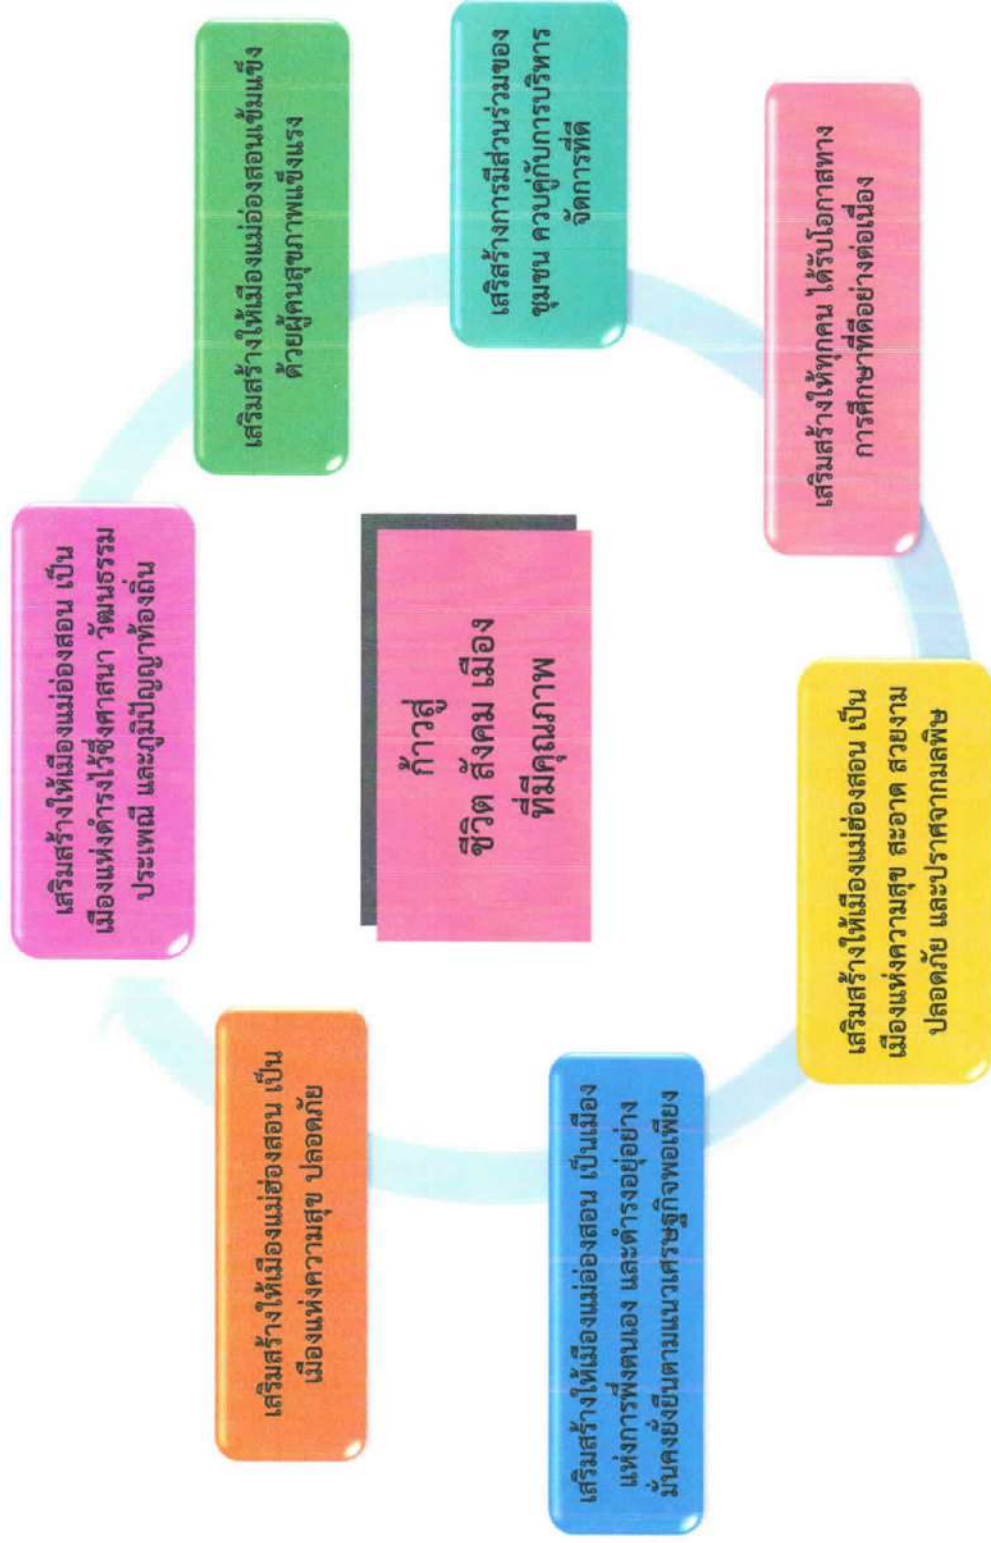 เสริมสร้างให้เมืองแม่ฮ่องสอน เป็น
เมืองแห่งดำรงไว้ซึ่งศาสนา วัฒนธรรม
ประเพณี และภูมิปัญญาท้องถิ่น
เสริมสร้างให้เมืองแม่ฮ่องสอนเข้มแข็ง
ด้วยผู้คนสุขภาพแข็งแรง
เสริสร้างการมีส่วนร่วมของ
ชุมชน ควบคู่กับการบริหาร
จัดการที่ดี
เสริมสร้างให้ทุกคน ได้รับโอกาสทาง
การศึกษาที่ดีอย่างต่อเนื่อง
เสริมสร้างให้เมืองแม่ฮ่องสอน เป็น
เมืองแห่งความสุข สะอาด สวยงาม
ปลอดภัย และปราศจากมลพิษ
เสริมสร้างให้เมืองแม่ฮ่องสอน เป็นเมือง
แห่งการพึ่งตนเอง และดำรงอยู่อย่าง
มั่นคงยั่งยืนตามแนวเศรษฐกิจพอเพียง
เสริมสร้างให้เมืองแม่ฮ่องสอน เป็น
เมืองแห่งความสุข ปลอดภัย
ก้าวสู่
ชีวิต สังคม เมือง
ที่มีคุณภาพ